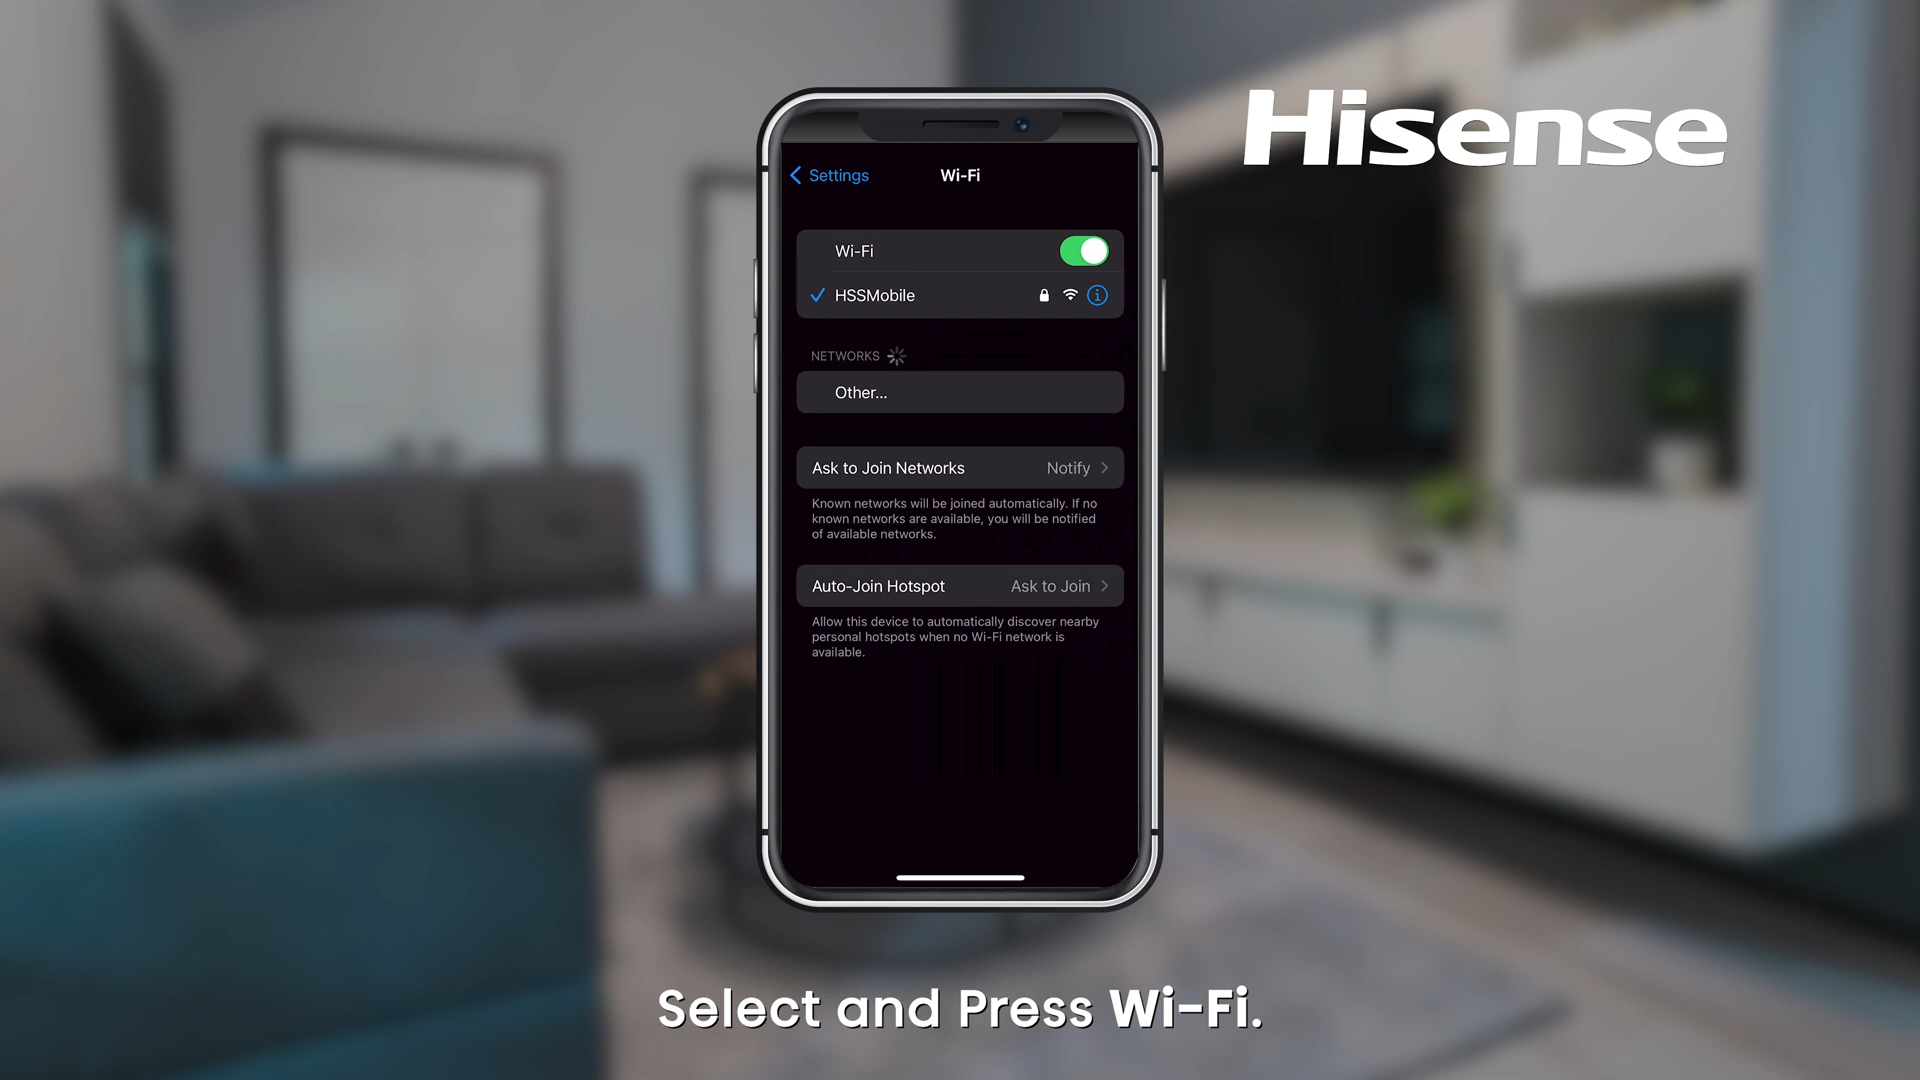 Hisense
Settings
Wi-Fi
Wi-Fi
HSSMobile
NETWORKS
Other...
Ask to Join Networks Notify
Known networks will be joined automatically. If no
known networks are available, you will be notified
of available networks.
Auto-Join Hotspot Ask to Join
Allow this device to automatically discover nearby
personal hotspots when no Wi-Fi network is
available.
Select and Press Wi-Fi.